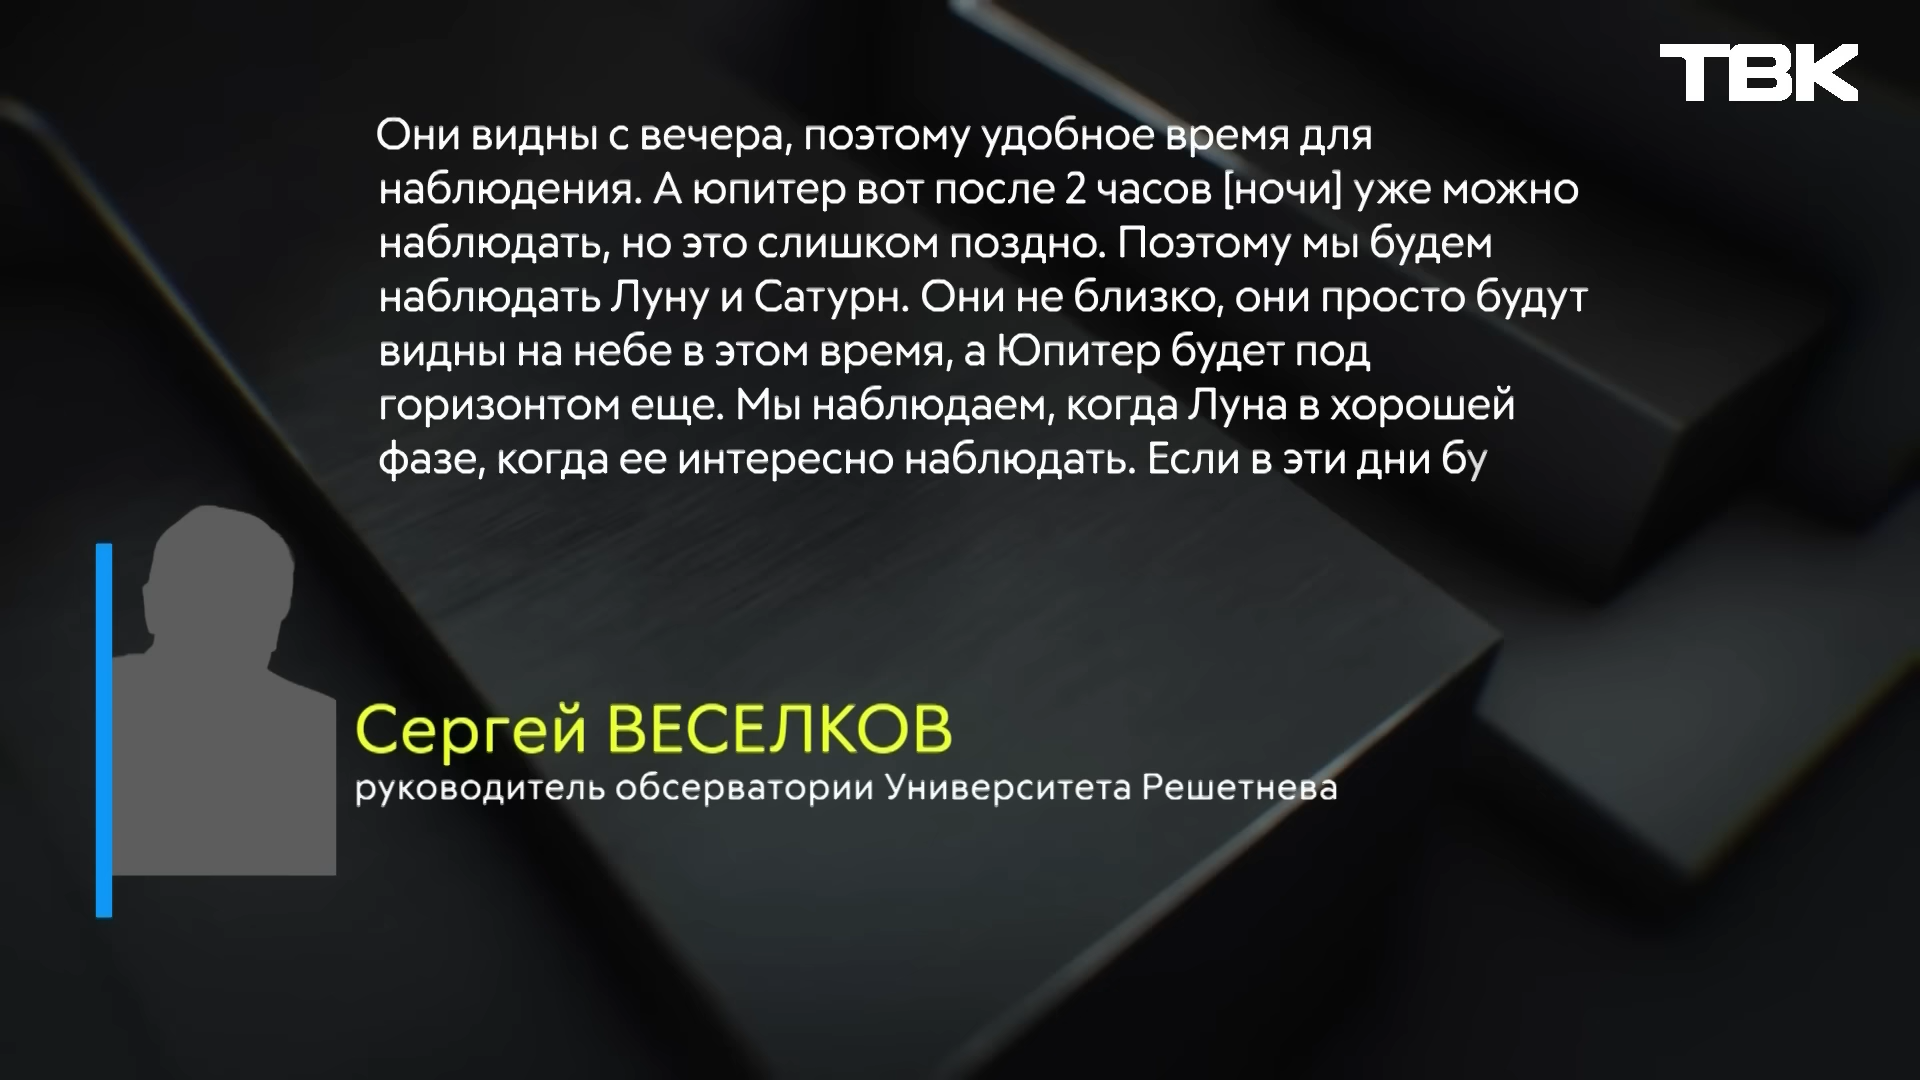 ТВК
Они видны с вечера, поэтому удобное время для
наблюдения. А юпитер вот после 2 часов [ночи] уже можно
наблюдать, но это слишком поздно. Поэтому мы будем
наблюдать Луну и Сатурн. Они не близко, они просто будут
видны на небе в этом время, а Юпитер будет под
горизонтом еще. Мы наблюдаем, когда Луна в хорошей
фазе, когда ее интересно наблюдать. Если в эти дни бу
Сергей ВЕСЕЛКОВ
руководитель обсерватории Университета Решетнева